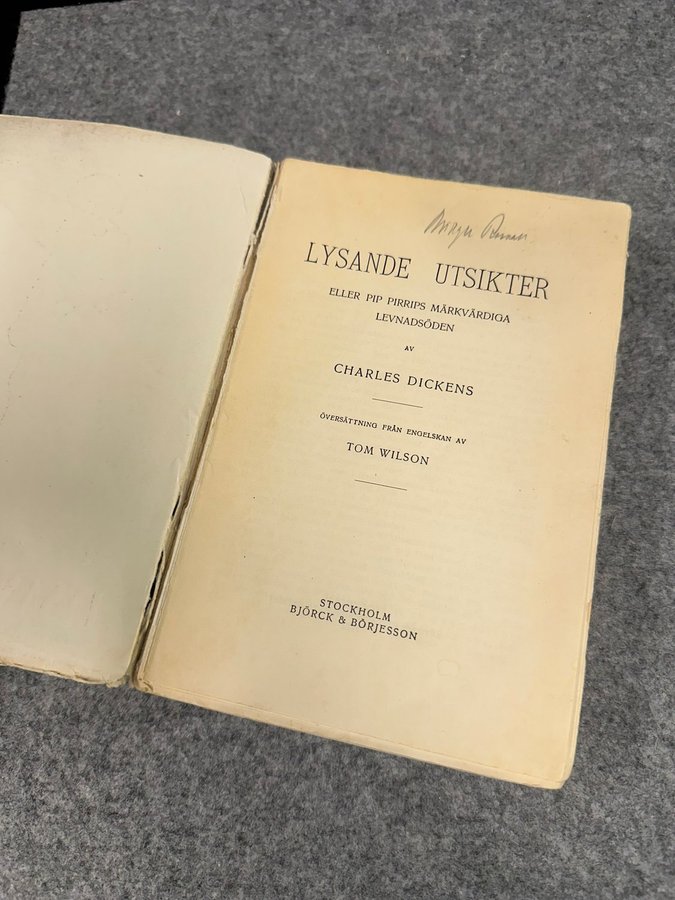 LYSANDE UTSIKTER
ELLER PIP PIRRIPS MÄRKVÄRDIGA
LEVNADSÖDEN
AV
CHARLES DICKENS
ÖVERSÄTTNING FRÅN ENGELSKAN AV
TOM WILSON
STOCKHOLM
BJÖRCK & BÖRJESSON